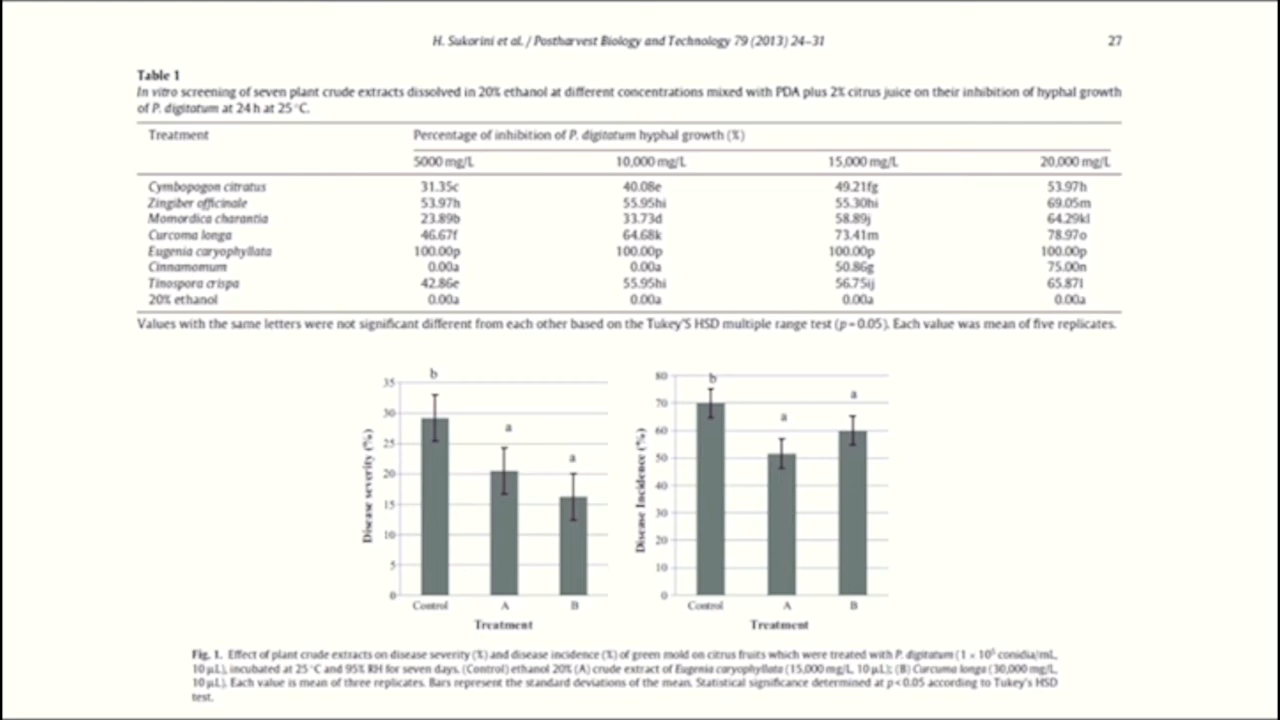 H. Sukorini et al. / Postharvest Biology and Technology 79 (2013) 24–31
27
Table 1
In vitro screening of seven plant crude extracts dissolved in 20% ethanol at different concentrations mixed with PDA plus 2% citrus juice on their inhibition of hyphal growth
of P. digitatum at 24 h at 25 °C.
Treatment Percentage of inhibition of P. digitatum hyphal growth (%)
5000 mg/L 10,000 mg/L 15,000 mg/L 20,000 mg/L
Cymbopogon citratus 31.35c 40.08e 49.21fg 53.97h
Zingiber officinale 53.97h 55.95hi 55.30hi 69.05m
Momordica charantia 23.89b 33.73d 58.89j 64.29kl
Curcoma longa 46.67f 64.68k 73.41m 78.97o
Eugenia caryophyllata 100.00p 100.00p 100.00p 100.00p
Cinnamomum 0.00a 0.00a 50.86g 75.00n
Tinospora crispa 42.86e 55.95hi 56.75ij 65.87l
20% ethanol 0.00a 0.00a 0.00a 0.00a
Values with the same letters were not significant different from each other based on the Tukey'S HSD multiple range test (p = 0.05). Each value was mean of five replicates.
Disease severity (%)
35
30
25
20
15
10
5
0
b
a
a
Control A B
Treatment
Disease Incidence (%)
80
70
60
50
40
30
20
10
0
b
a
a
Control A B
Treatment
Fig. 1. Effect of plant crude extracts on disease severity (%) and disease incidence (%) of green mold on citrus fruits which were treated with P. digitatum (1 × 10⁵ conidia/mL,
10 μL), incubated at 25 °C and 95% RH for seven days. (Control) ethanol 20% (A) crude extract of Eugenia caryophyllata (15,000 mg/L, 10 μL); (B) Curcuma longa (30,000 mg/L,
10 μL). Each value is mean of three replicates. Bars represent the standard deviations of the mean. Statistical significance determined at p < 0.05 according to Tukey's HSD
test.